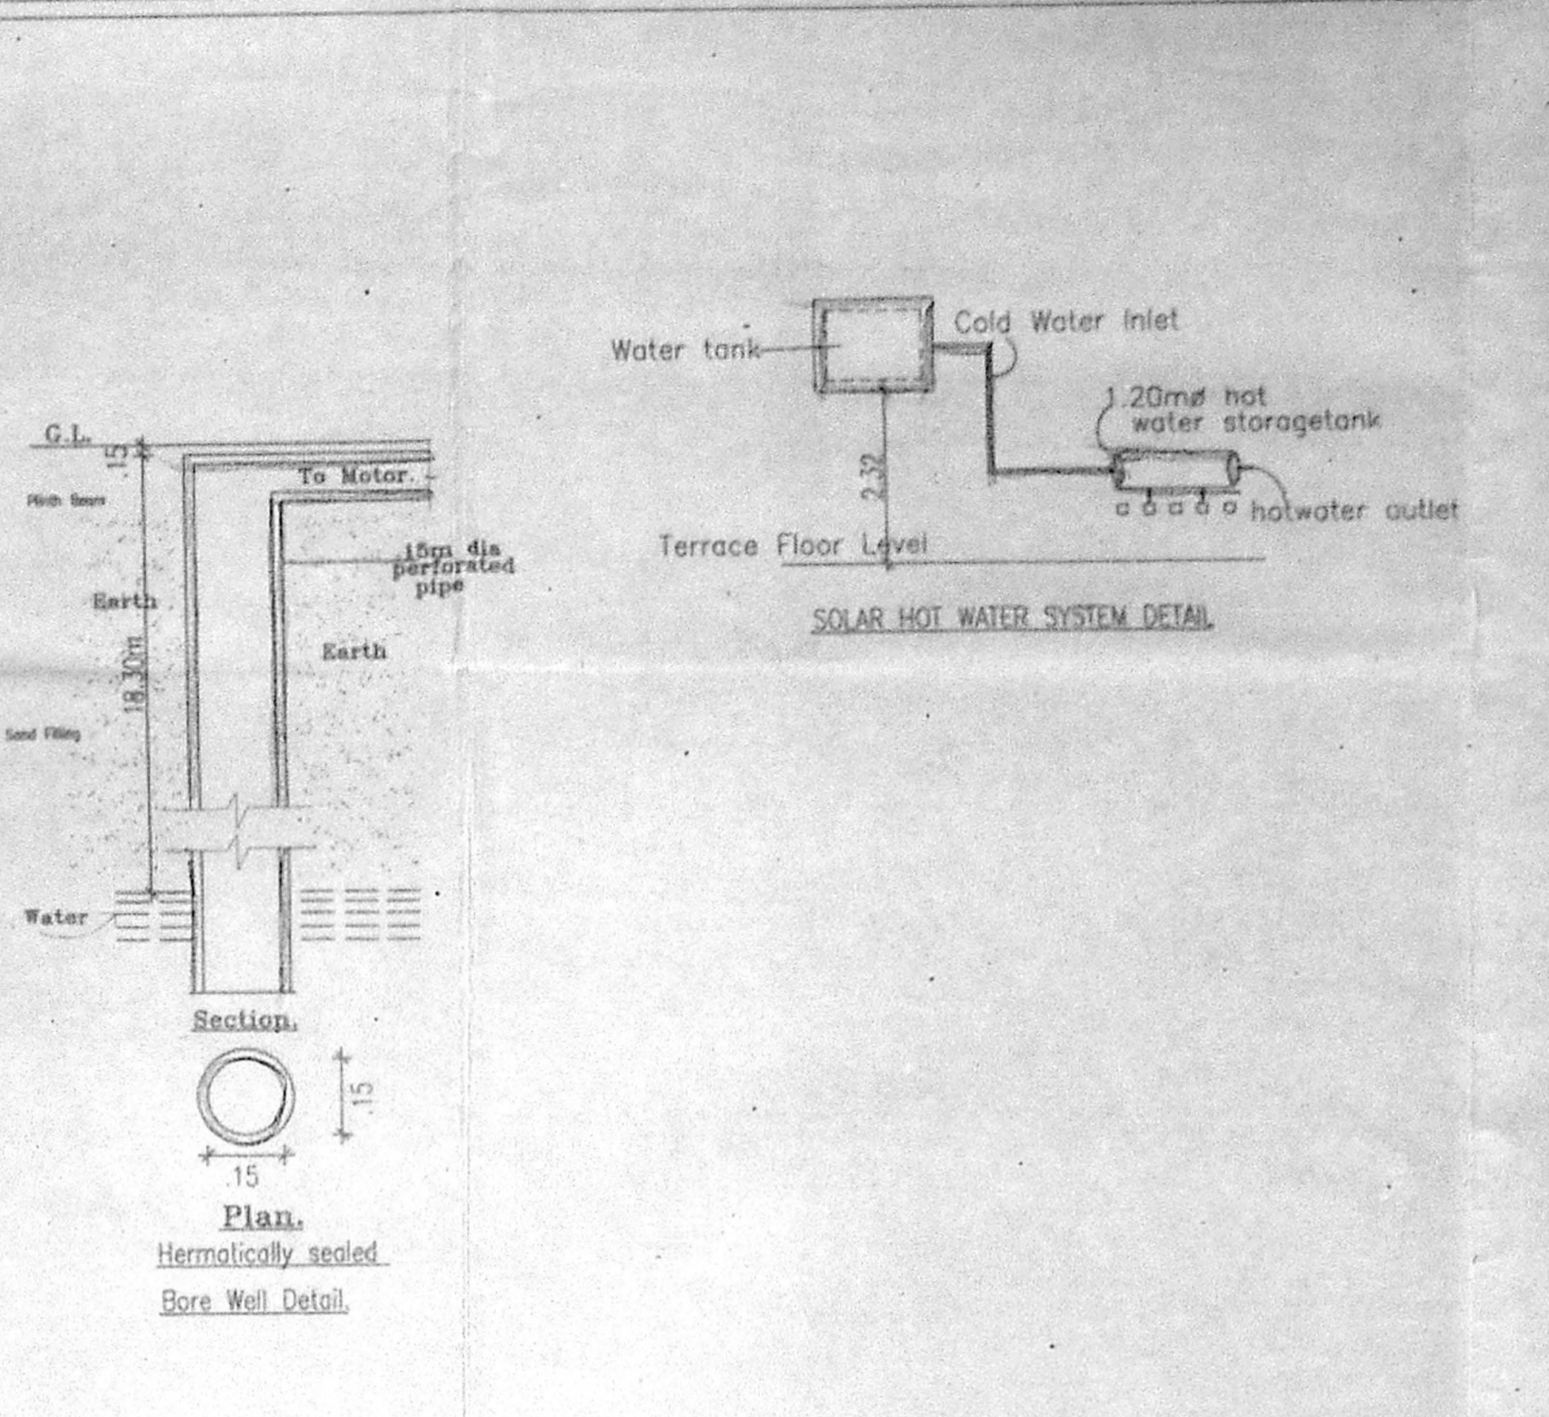 G.L.
.15
To Motor.
Plinth Beam
.15m dia
perforated
pipe
Earth
Earth
18.30m
Sand Filling
Water
Section.
.15
.15
Plan.
Hermatically sealed
Bore Well Detail.
Cold Water Inlet
Water tank
1.20mø hot
water storagetank
2.32
hotwater outlet
Terrace Floor Level
SOLAR HOT WATER SYSTEM DETAIL